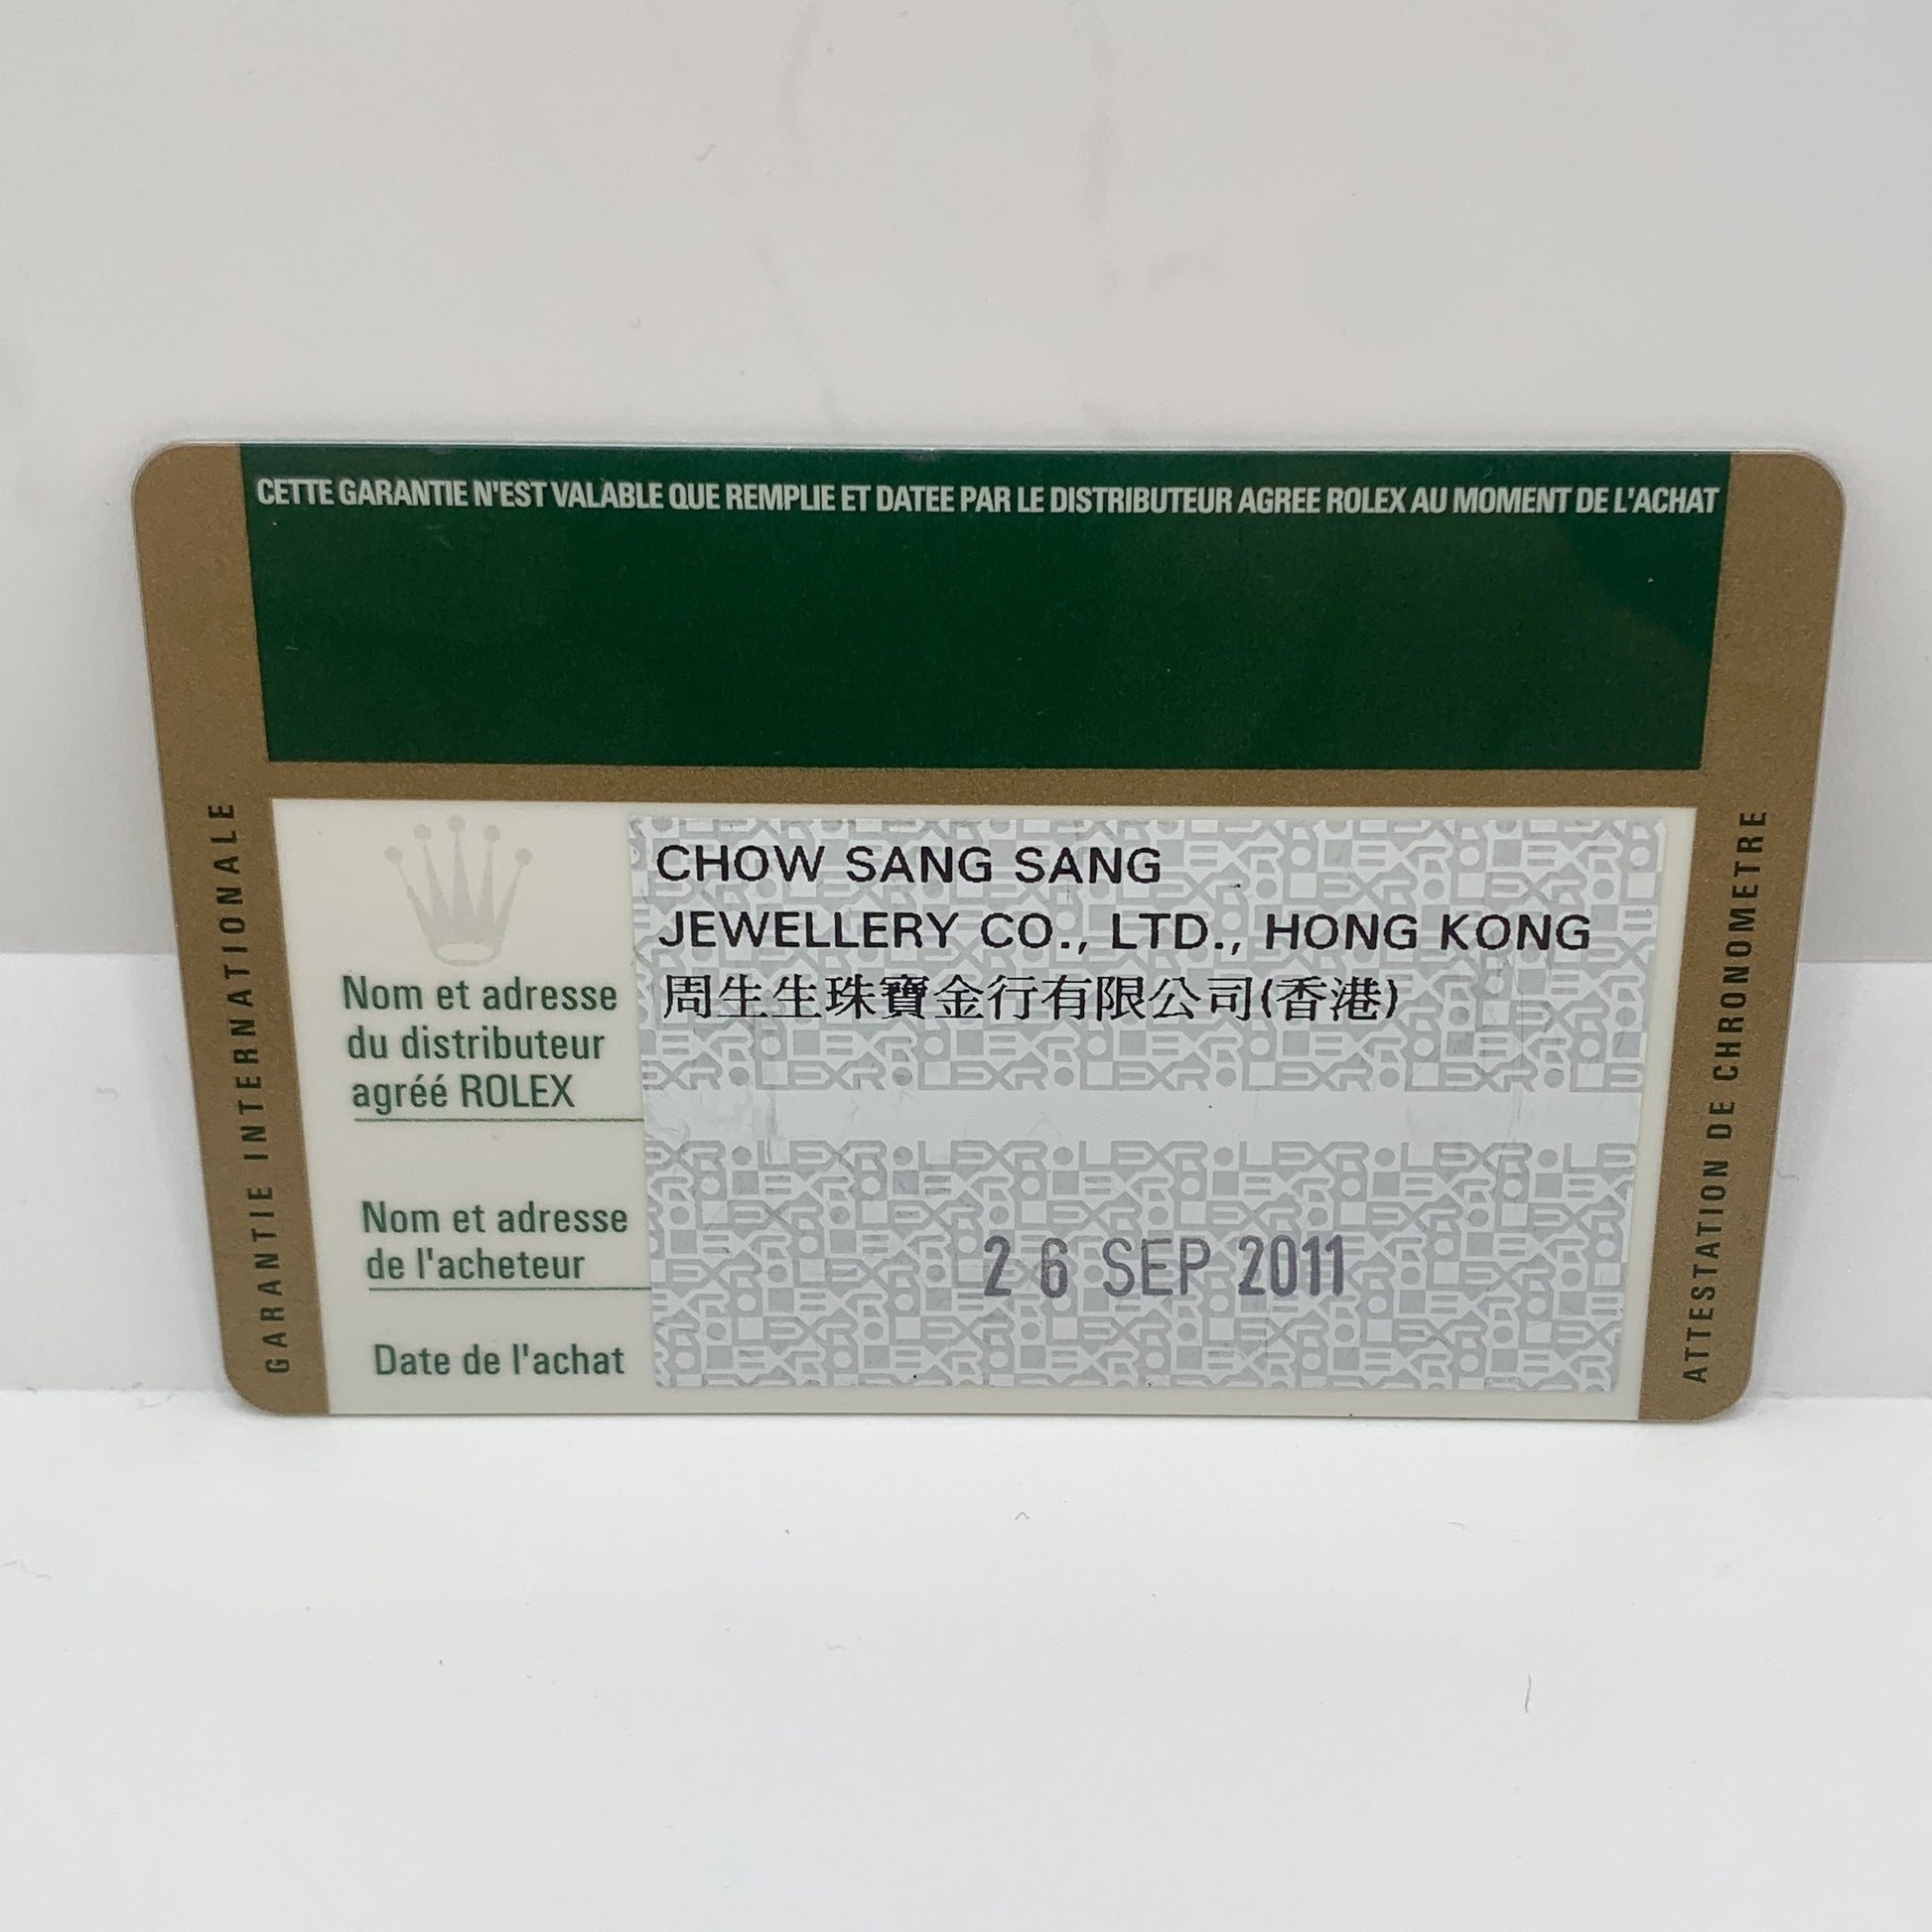 CETTE GARANTIE N'EST VALABLE QUE REMPLIE ET DATEE PAR LE DISTRIBUTEUR AGREE ROLEX AU MOMENT DE L'ACHAT
GARANTIE INTERNATIONALE
Nom et adresse
du distributeur
agréé ROLEX
CHOW SANG SANG
JEWELLERY CO., LTD., HONG KONG
周生生珠寶金行有限公司(香港)
Nom et adresse
de l'acheteur
26 SEP 2011
Date de l'achat
ATTESTATION DE CHRONOMETRE